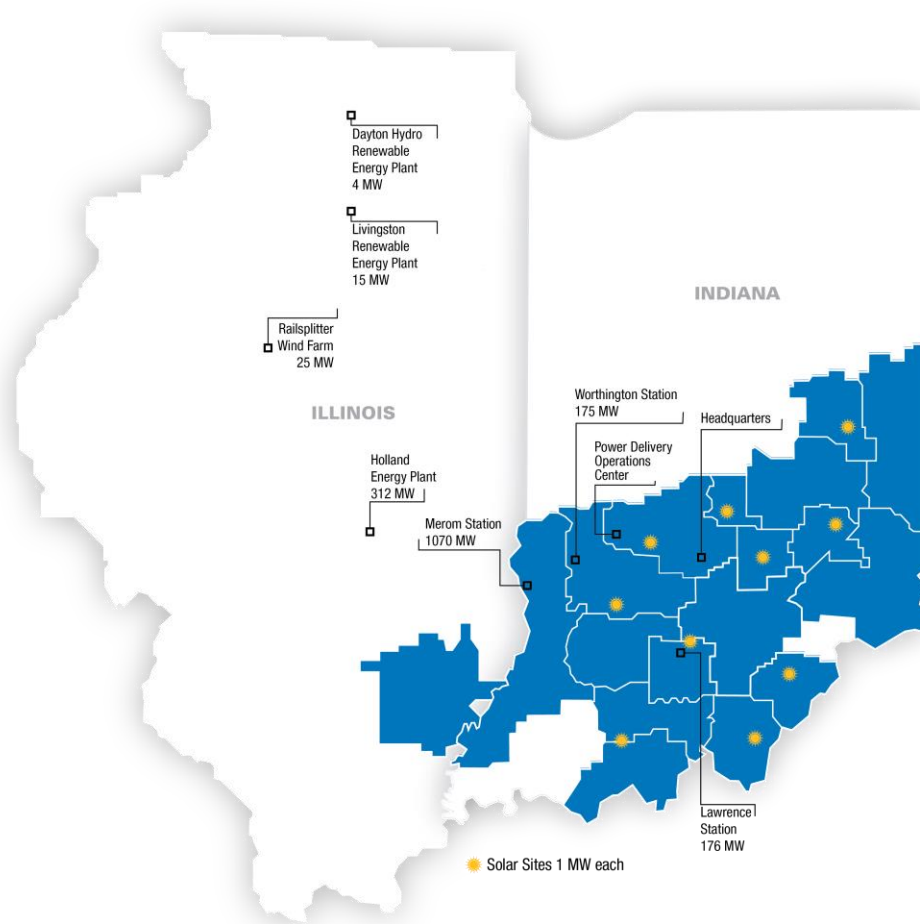 Dayton Hydro
Renewable
Energy Plant
4 MW
Livingston
Renewable
Energy Plant
15 MW
INDIANA
Railsplitter
Wind Farm
25 MW
ILLINOIS
Worthington Station
175 MW
Headquarters
Power Delivery
Operations
Center
Holland
Energy Plant
312 MW
Merom Station
1070 MW
Lawrence
Station
176 MW
Solar Sites 1 MW each